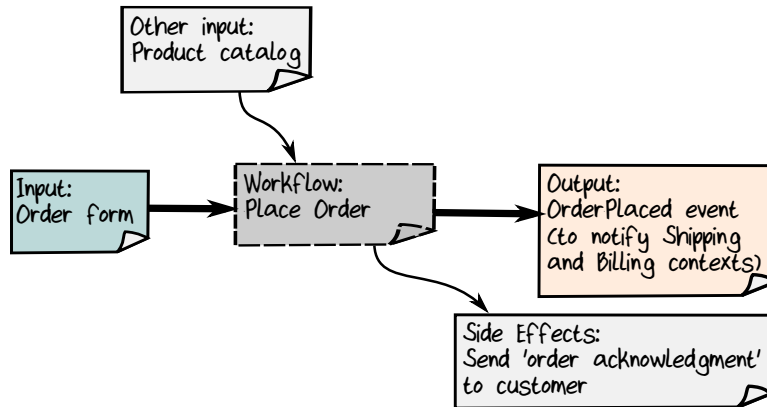 Other input:
Product catalog
Input:
Order form
Workflow:
Place Order
Output:
OrderPlaced event
(to notify Shipping
and Billing contexts)
Side Effects:
Send 'order acknowledgment'
to customer